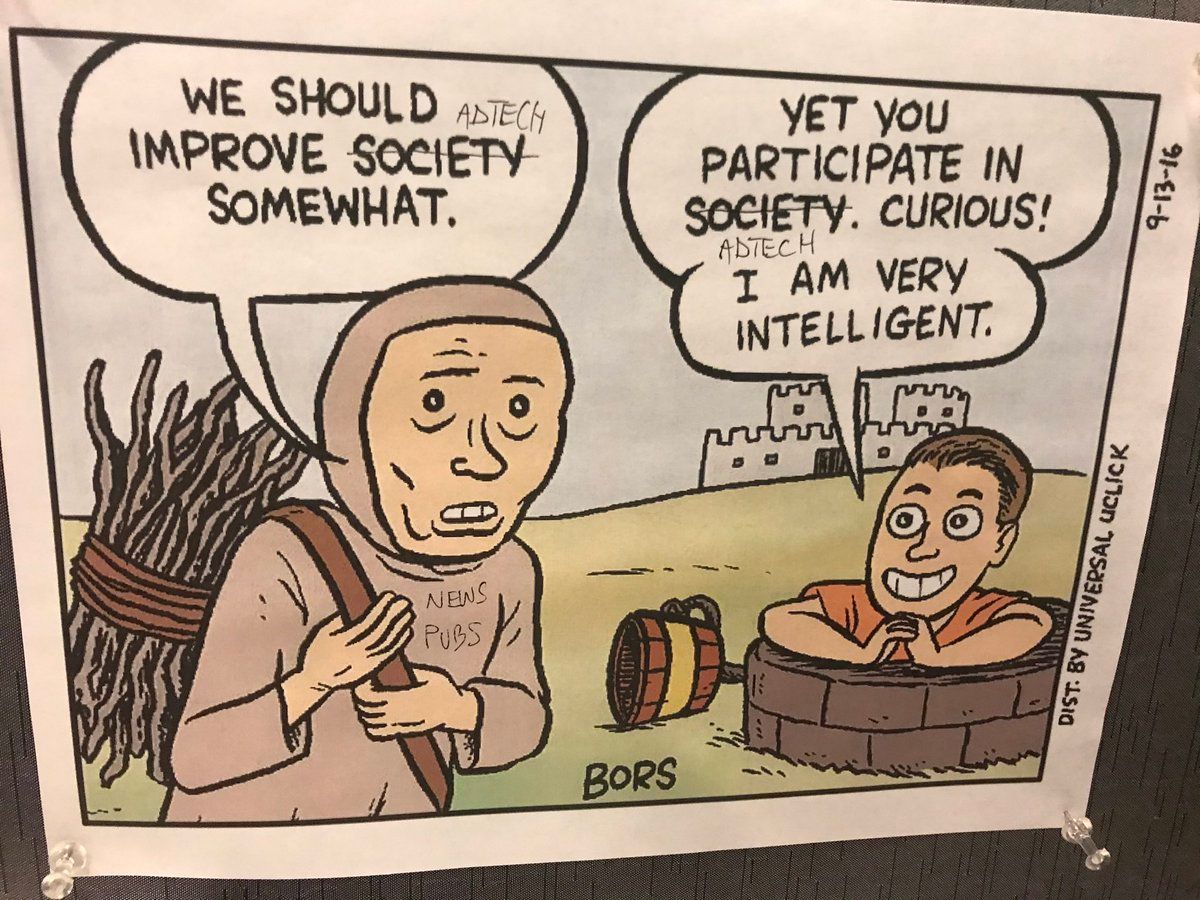 WE SHOULD
ADTECH
IMPROVE SOCIETY
SOMEWHAT.
YET YOU
PARTICIPATE IN
SOCIETY. CURIOUS!
ADTECH
I AM VERY
INTELLIGENT.
NEWS
PUBS
BORS
9-13-16
DIST. BY UNIVERSAL UCLICK